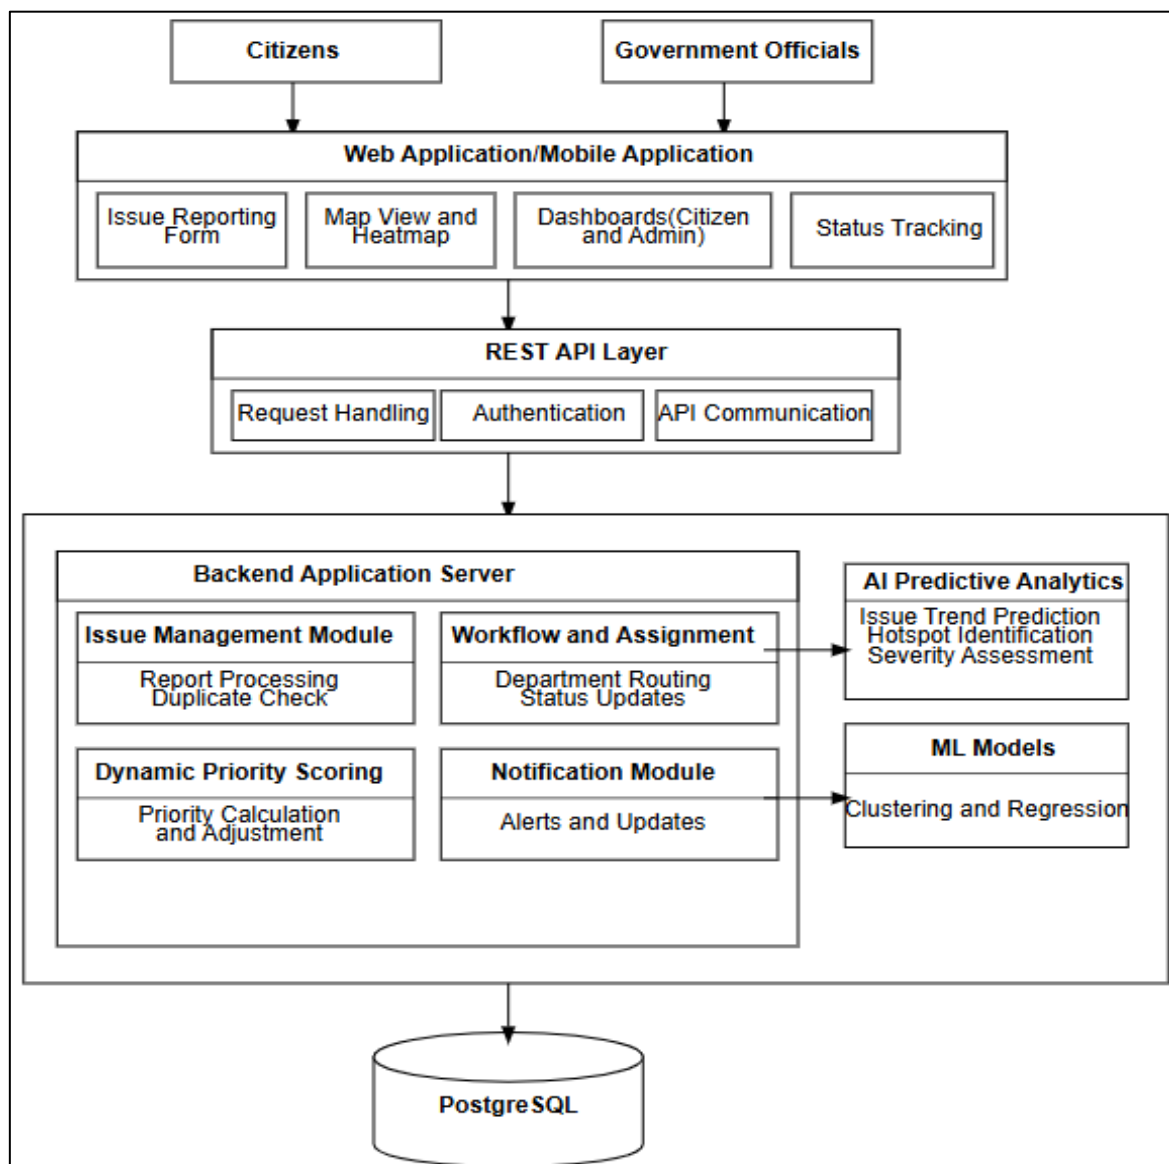 Citizens
Government Officials
Web Application/Mobile Application
Issue Reporting
Form
Map View and
Heatmap
Dashboards(Citizen
and Admin)
Status Tracking
REST API Layer
Request Handling
Authentication
API Communication
Backend Application Server
Issue Management Module
Report Processing
Duplicate Check
Workflow and Assignment
Department Routing
Status Updates
AI Predictive Analytics
Issue Trend Prediction
Hotspot Identification
Severity Assessment
Dynamic Priority Scoring
Priority Calculation
and Adjustment
Notification Module
Alerts and Updates
ML Models
Clustering and Regression
PostgreSQL